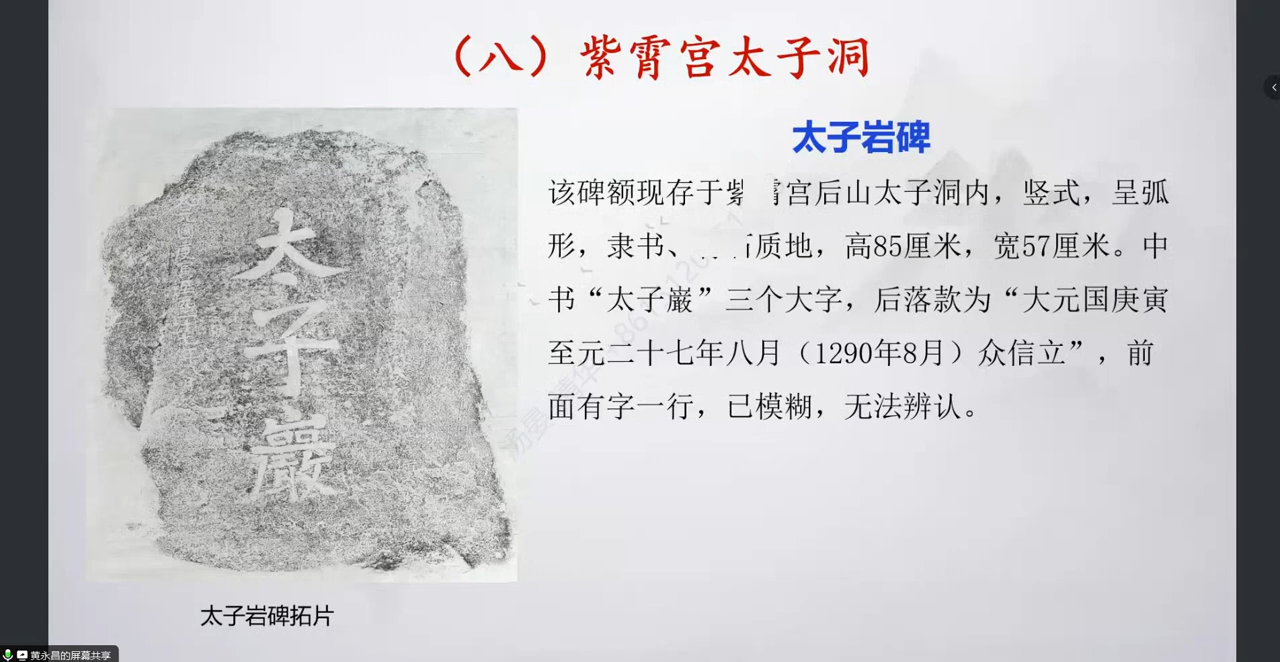 （八）紫霄宫太子洞
太子岩碑
该碑额现存于紫霄宫后山太子洞内，竖式，呈弧
形，隶书、 质地，高85厘米，宽57厘米。中
书“太子巖”三个大字，后落款为“大元国庚寅
至元二十七年八月（1290年8月）众信立”，前
面有字一行，已模糊，无法辨认。
太
子
巖
太子岩碑拓片
黄永昌的屏幕共享